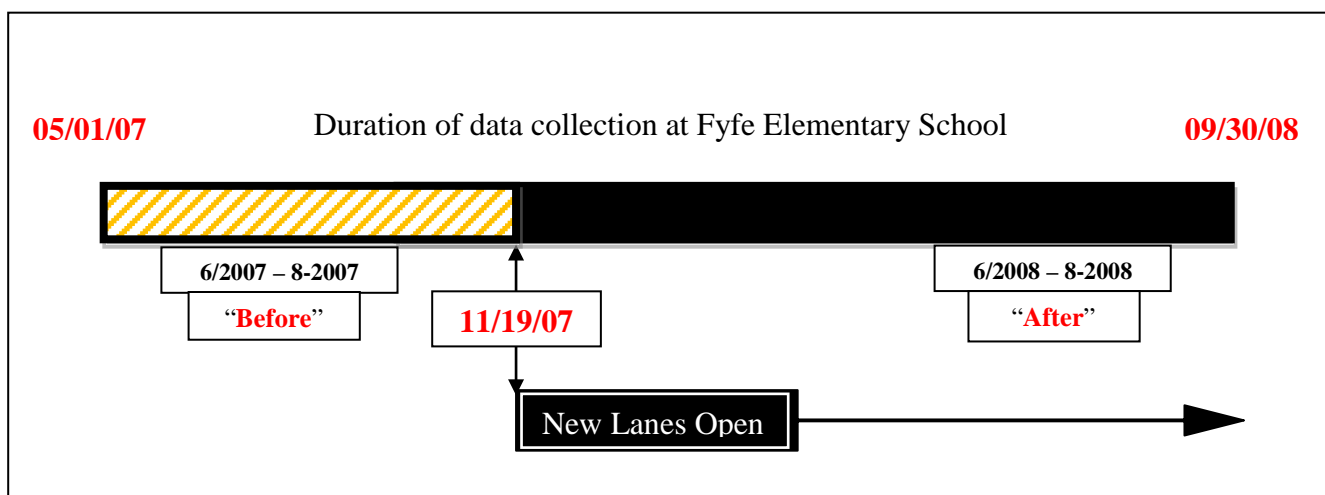 05/01/07
Duration of data collection at Fyfe Elementary School
09/30/08
6/2007 – 8-2007
“Before”
11/19/07
6/2008 – 8-2008
“After”
New Lanes Open